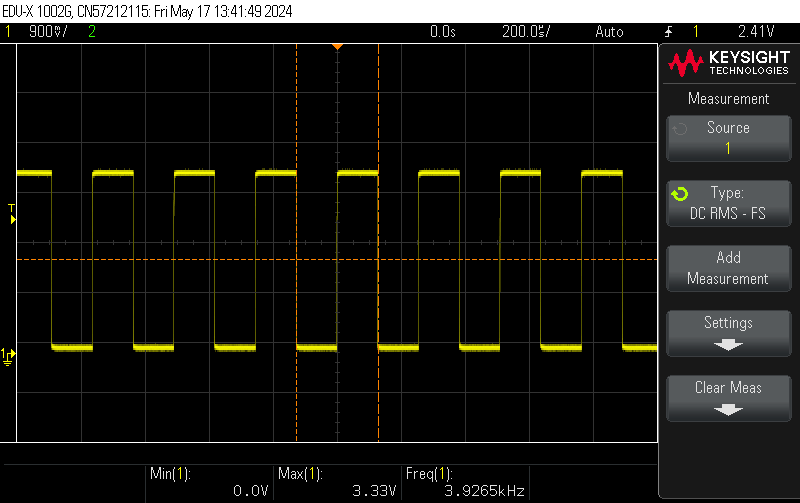 EDU-X 1002G, CN57212115: Fri May 17 13:41:49 2024
1 900mV/ 2 0.0s 200.0us/ Auto 1 2.41V
KEYSIGHT
TECHNOLOGIES
Measurement
Source
1
Type:
DC RMS - FS
Add
Measurement
Settings
Clear Meas
T
1
Min(1): Max(1): Freq(1):
0.0V 3.33V 3.9265kHz